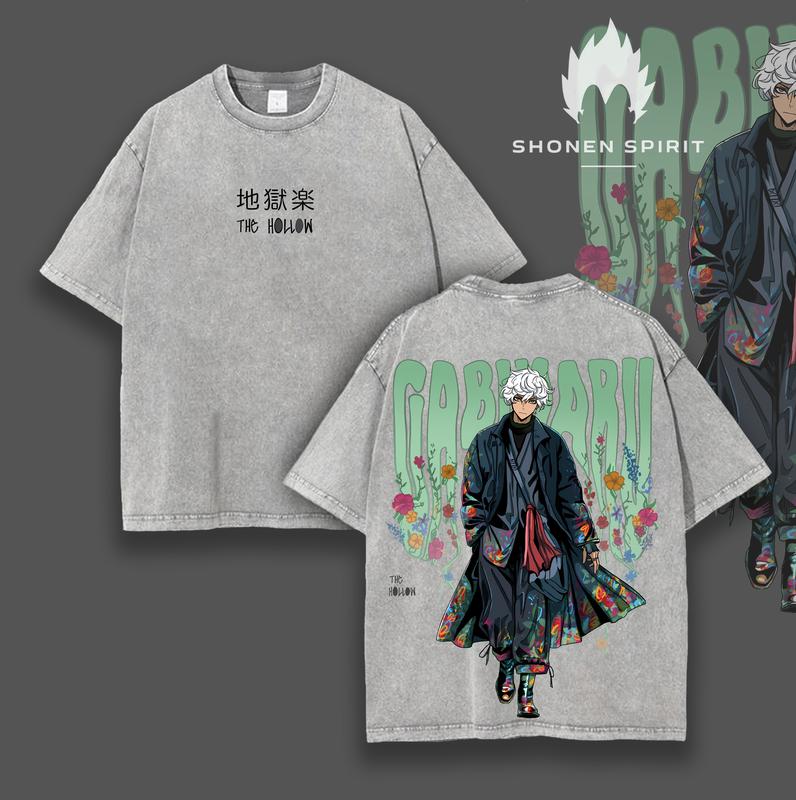 地獄楽
THE HOLLOW
SHONEN SPIRIT
GABIMARU
THE
HOLLOW